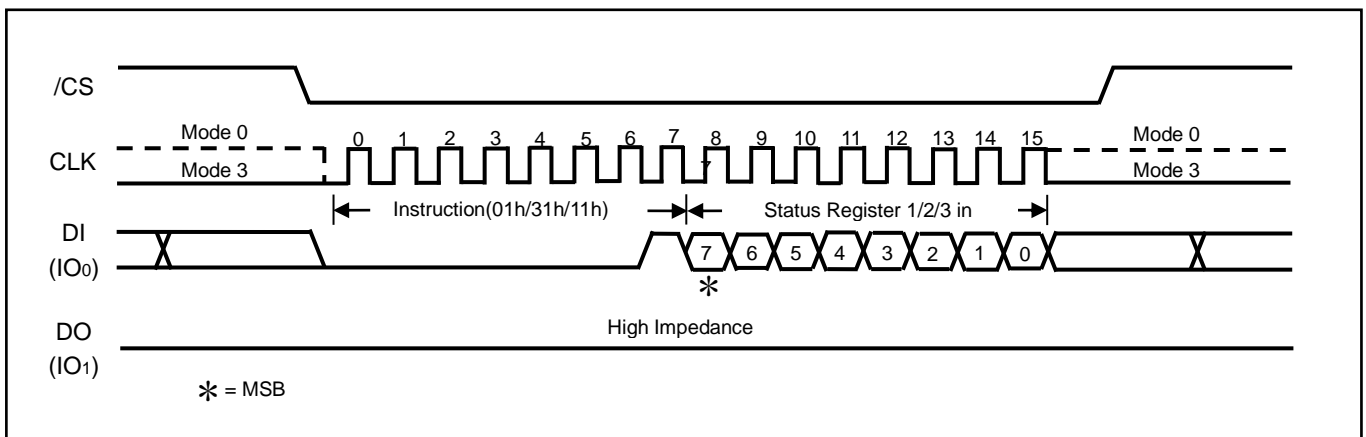 /CS
Mode 0
Mode 3
CLK
0 1 2 3 4 5 6 7 8 9 10 11 12 13 14 15
7
Mode 0
Mode 3
Instruction(01h/31h/11h)
Status Register 1/2/3 in
DI
(IO0)
7 6 5 4 3 2 1 0
*
DO
(IO1)
High Impedance
* = MSB